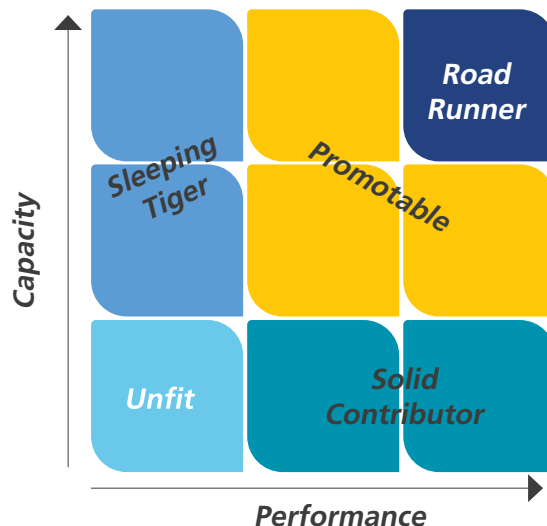 Road
Runner
Sleeping
Tiger
Promotable
Capacity
Unfit
Solid
Contributor
Performance